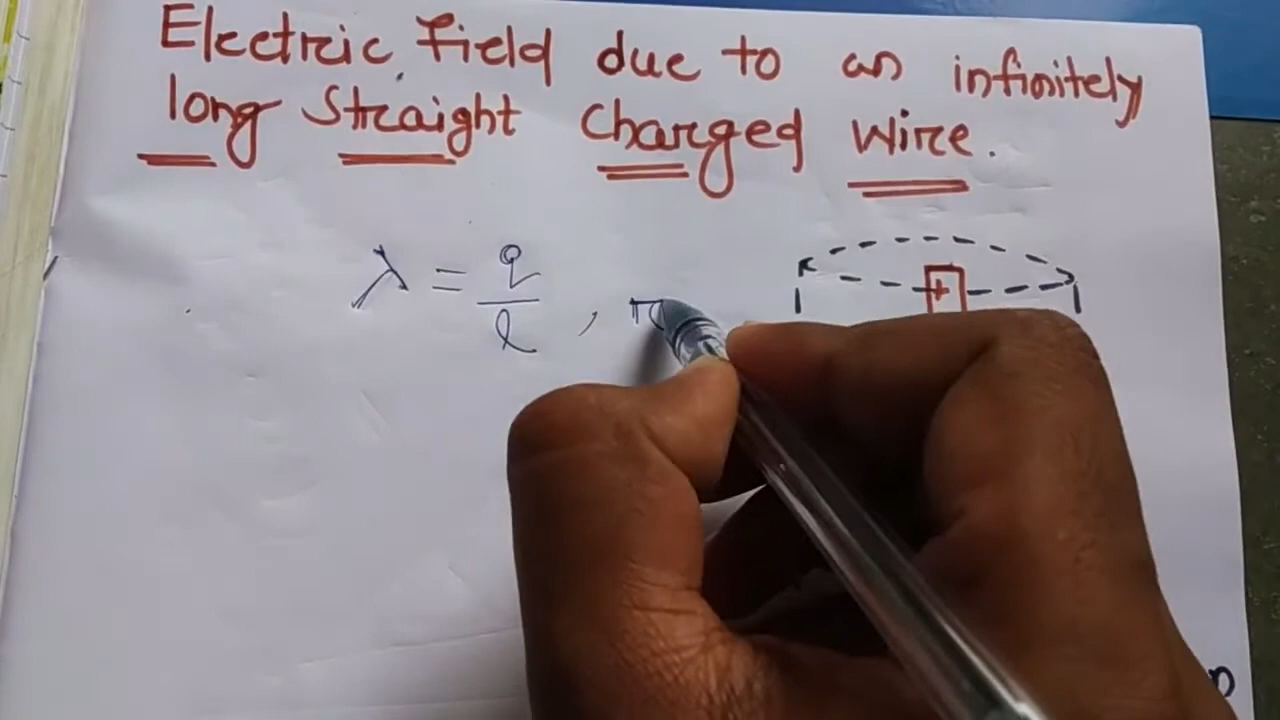 Electric Field due to an infinitely
long straight charged wire.
λ = q/l ,
+